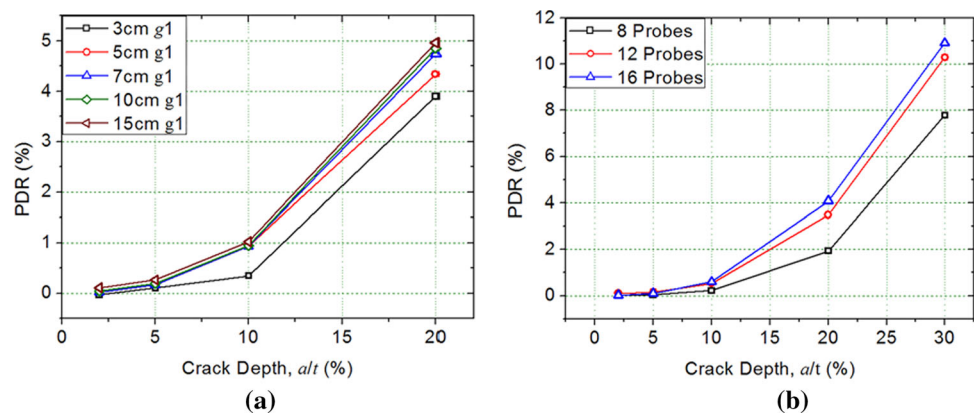 3cm g1
5cm g1
7cm g1
10cm g1
15cm g1
5
4
3
2
1
0
PDR (%)
0 5 10 15 20
Crack Depth, a/t (%)
(a)
8 Probes
12 Probes
16 Probes
12
10
8
6
4
2
0
PDR (%)
0 5 10 15 20 25 30
Crack Depth, a/t (%)
(b)